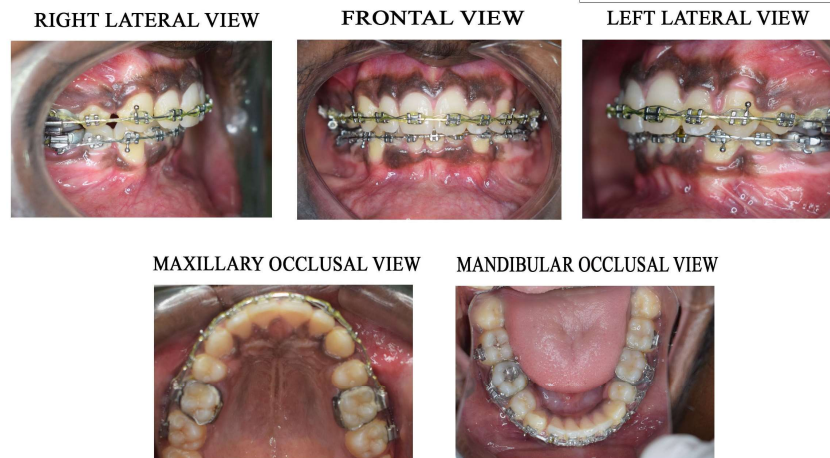 RIGHT LATERAL VIEW
FRONTAL VIEW
LEFT LATERAL VIEW
MAXILLARY OCCLUSAL VIEW
MANDIBULAR OCCLUSAL VIEW